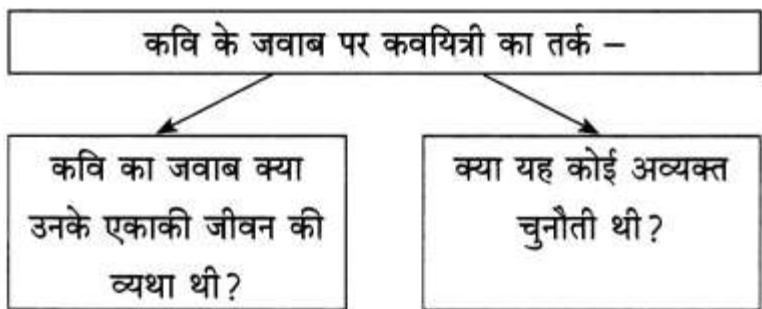 कवि के जवाब पर कवयित्री का तर्क –
कवि का जवाब क्या
उनके एकाकी जीवन की
व्यथा थी?
क्या यह कोई अव्यक्त
चुनौती थी?